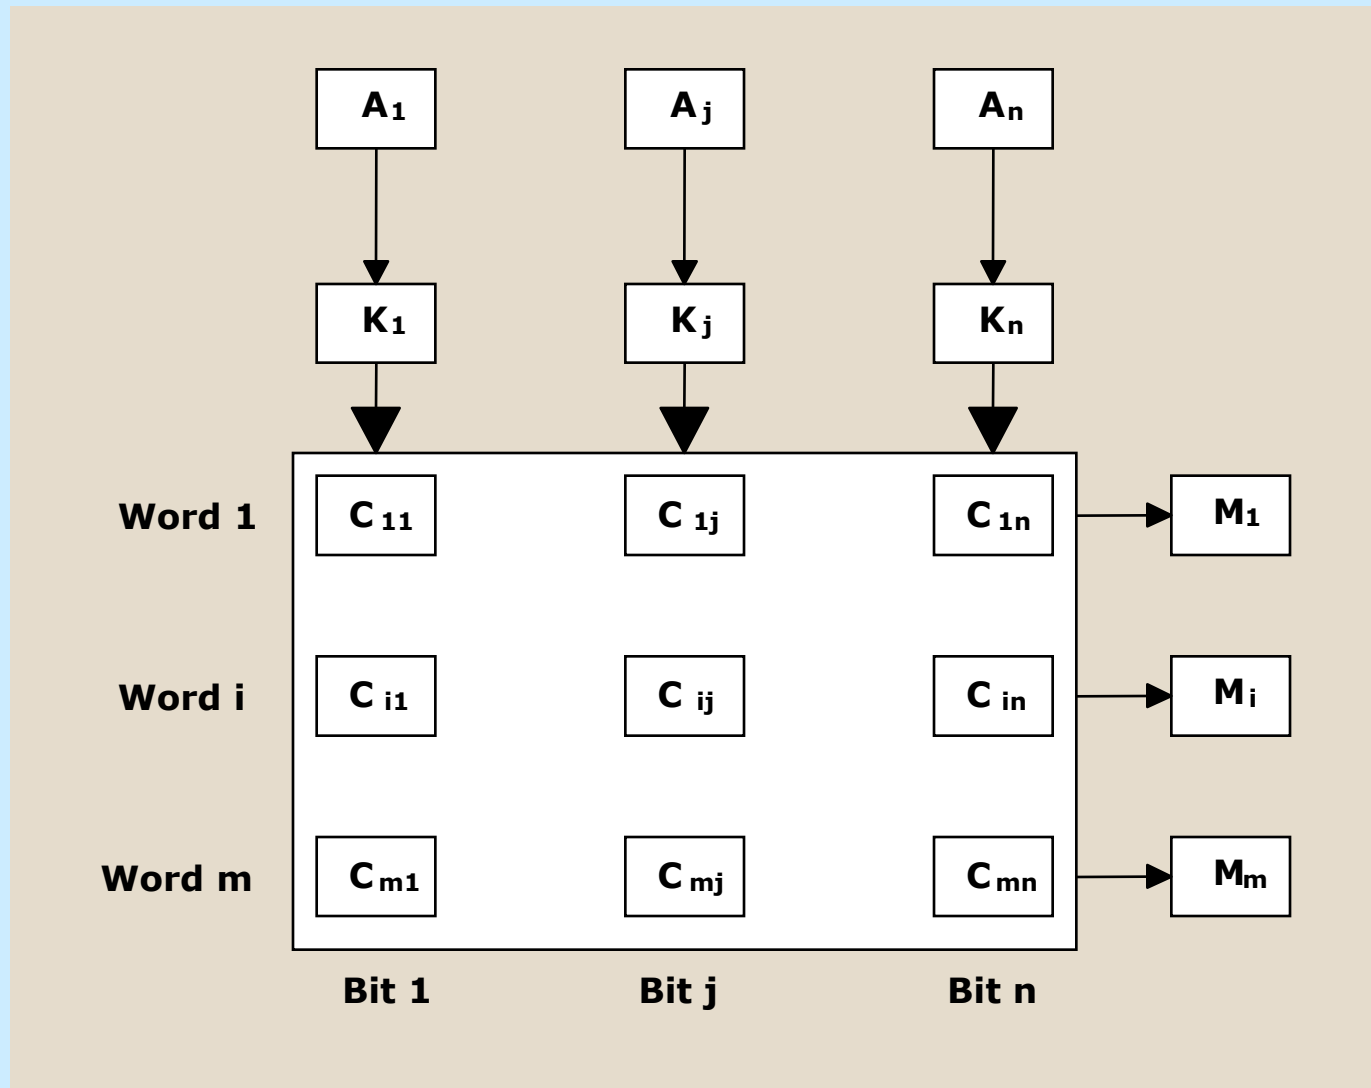 A1 Aj An
K1 Kj Kn
Word 1 C11 C1j C1n M1
Word i Ci1 Cij Cin Mi
Word m Cm1 Cmj Cmn Mm
Bit 1 Bit j Bit n